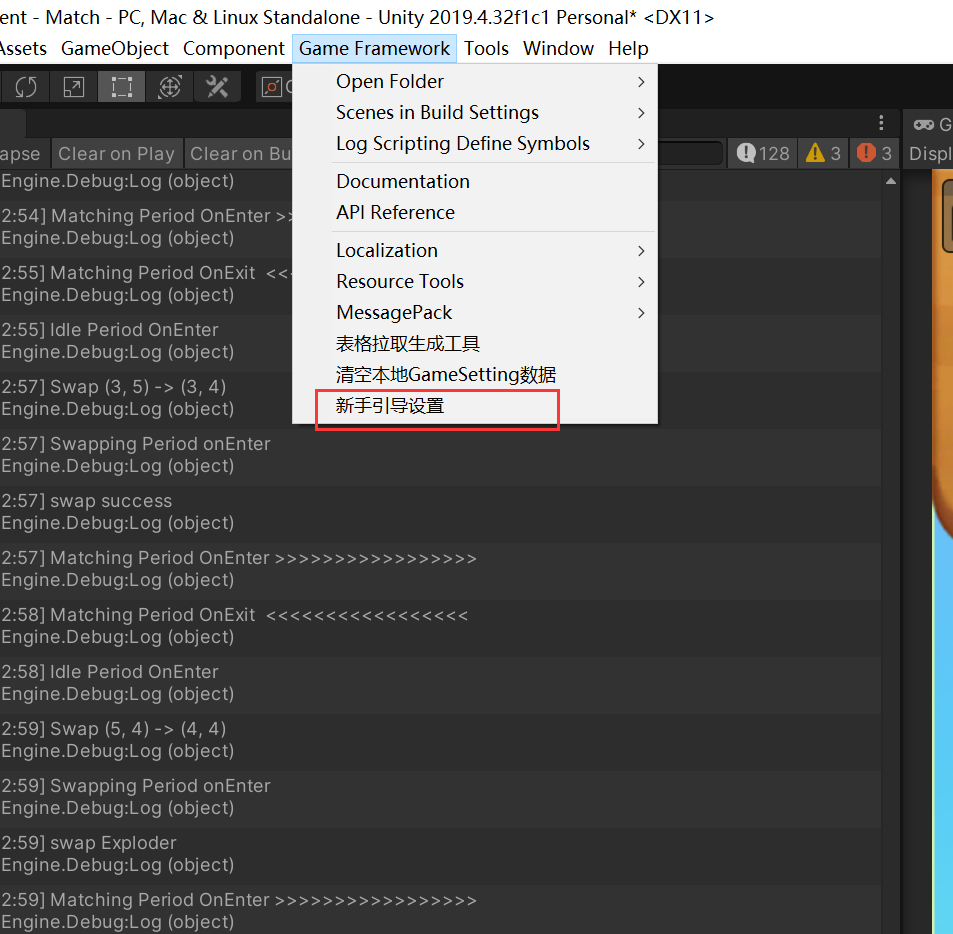 ent - Match - PC, Mac & Linux Standalone - Unity 2019.4.32f1c1 Personal* <DX11>
Assets GameObject Component Game Framework Tools Window Help
Open Folder
Scenes in Build Settings
Log Scripting Define Symbols
Documentation
API Reference
Localization
Resource Tools
MessagePack
表格拉取生成工具
清空本地GameSetting数据
新手引导设置
G
apse Clear on Play Clear on Bu 128 3 3 Displ
Engine.Debug:Log (object)
2:54] Matching Period OnEnter >>
Engine.Debug:Log (object)
2:55] Matching Period OnExit <<<
Engine.Debug:Log (object)
2:55] Idle Period OnEnter
Engine.Debug:Log (object)
2:57] Swap (3, 5) -> (3, 4)
Engine.Debug:Log (object)
2:57] Swapping Period onEnter
Engine.Debug:Log (object)
2:57] swap success
Engine.Debug:Log (object)
2:57] Matching Period OnEnter >>>>>>>>>>>>>>>>>
Engine.Debug:Log (object)
2:58] Matching Period OnExit <<<<<<<<<<<<<<<<<
Engine.Debug:Log (object)
2:58] Idle Period OnEnter
Engine.Debug:Log (object)
2:59] Swap (5, 4) -> (4, 4)
Engine.Debug:Log (object)
2:59] Swapping Period onEnter
Engine.Debug:Log (object)
2:59] swap Exploder
Engine.Debug:Log (object)
2:59] Matching Period OnEnter >>>>>>>>>>>>>>>>>
Engine.Debug:Log (object)